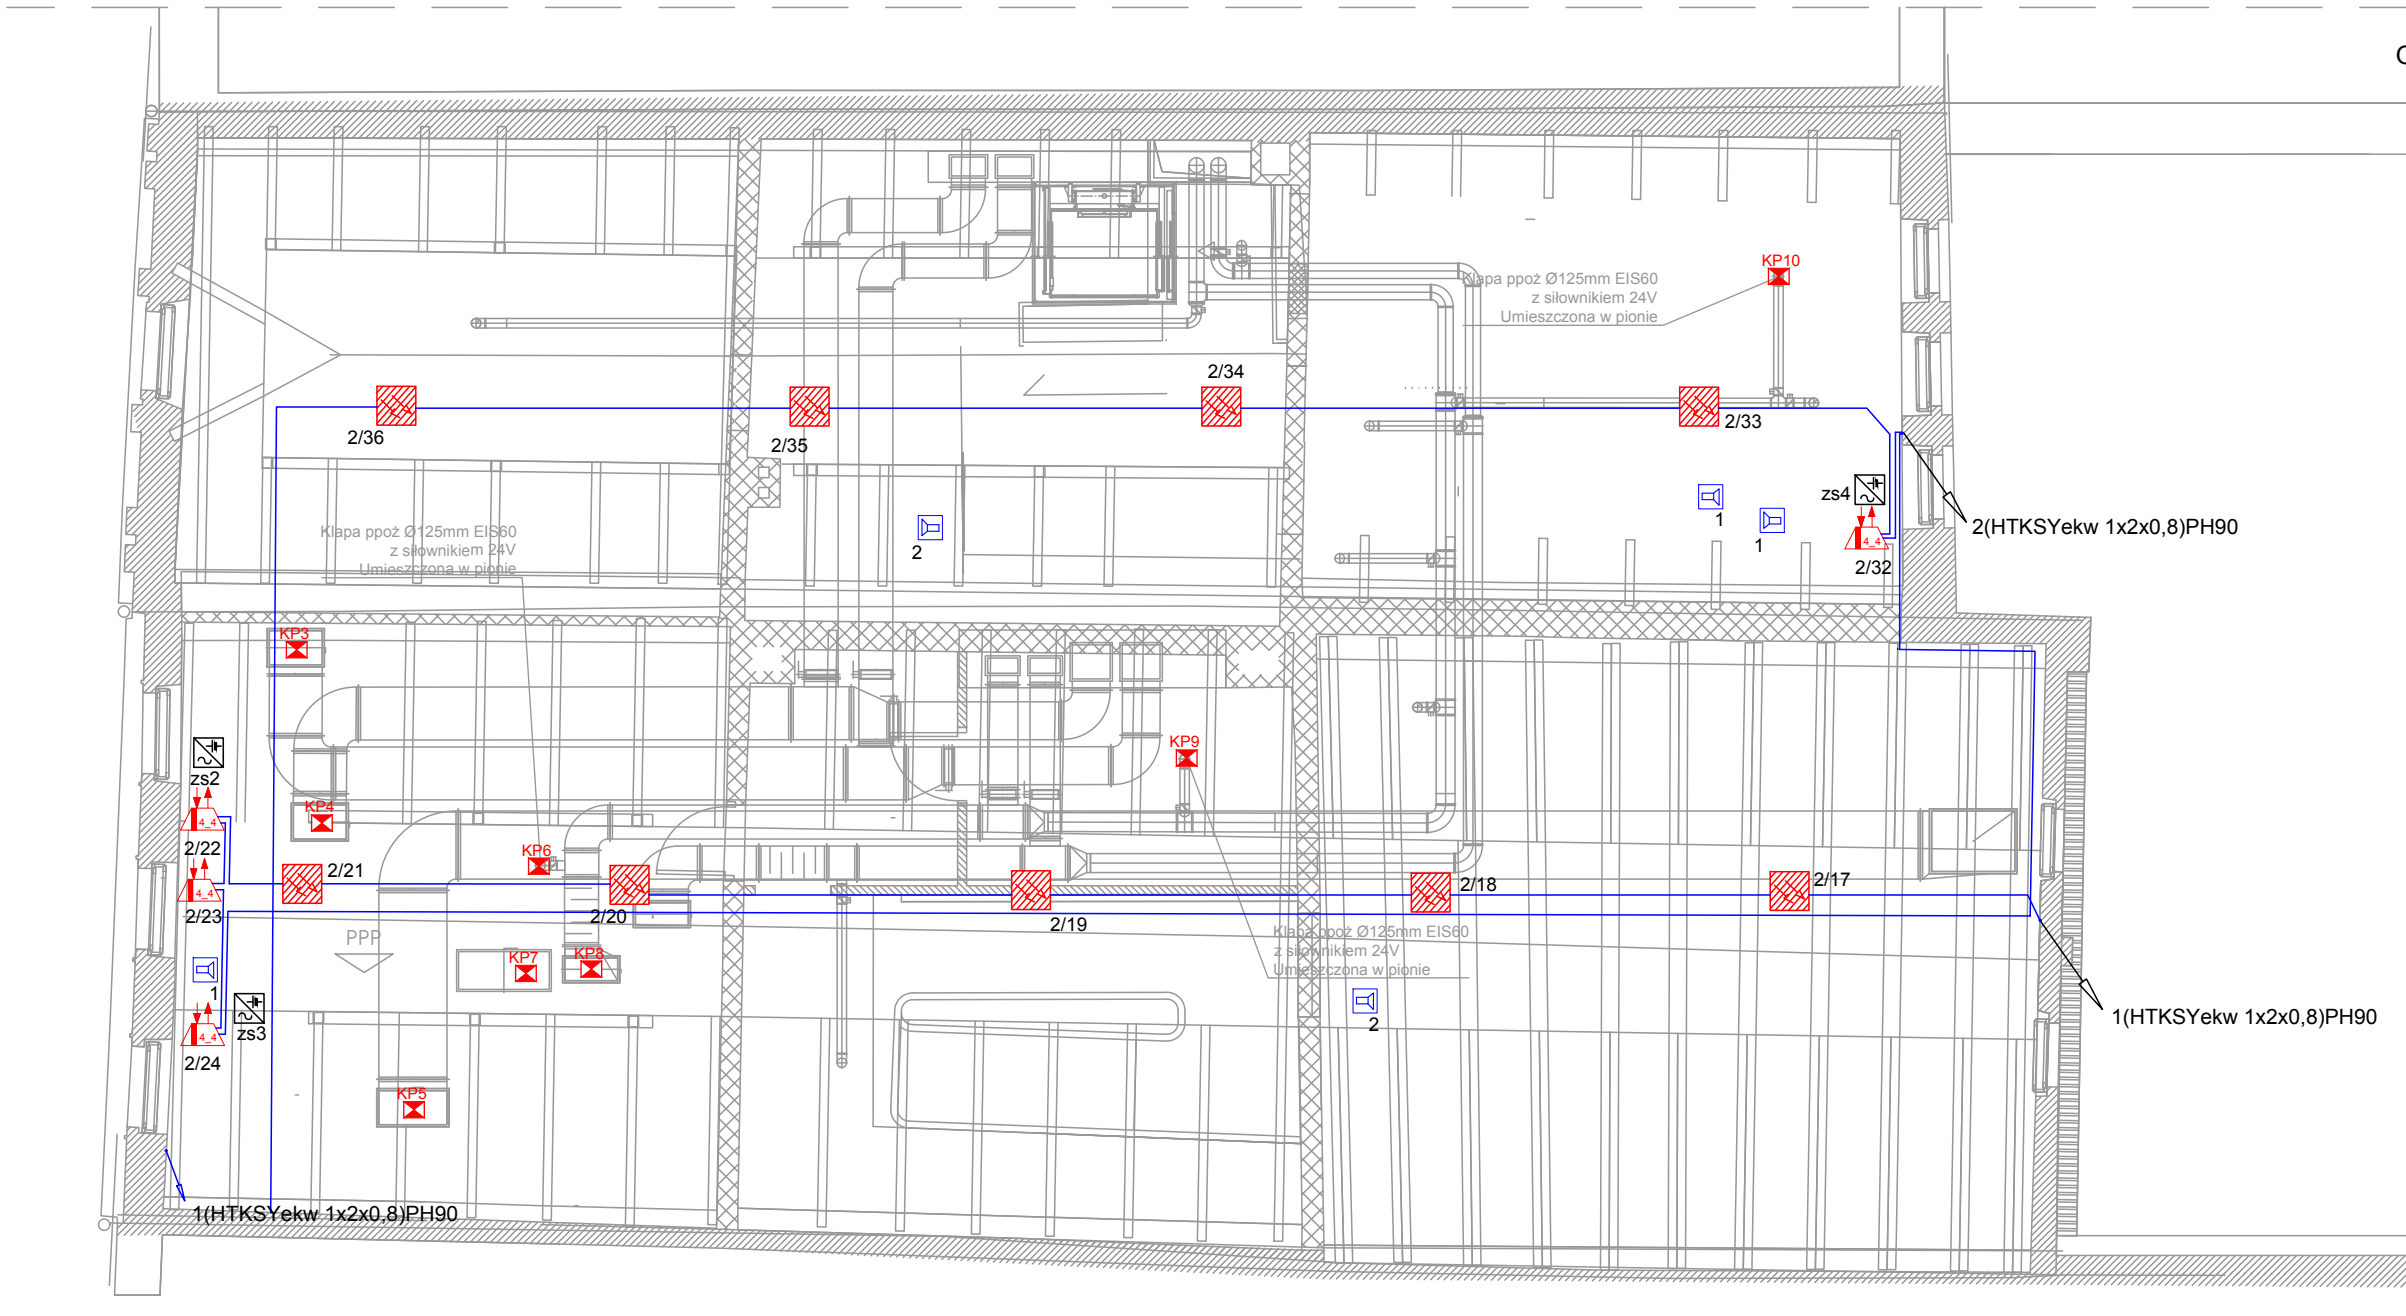 KP10
Klapa ppoż Ø125mm EIS60
z siłownikiem 24V
Umieszczona w pionie
2/34
2/36
2/35
2/33
zs4
1
2
1
4_4
2/32
2(HTKSYekw 1x2x0,8)PH90
Klapa ppoż Ø125mm EIS60
z siłownikiem 24V
Umieszczona w pionie
KP3
KP9
zs2
KP4
4_4
2/22
KP6
2/21
4_4
2/23
2/20
2/19
2/18
2/17
PPP
KP7
KP8
Klapa ppoż Ø125mm EIS60
z siłownikiem 24V
Umieszczona w pionie
1
2
zs3
4_4
2/24
1(HTKSYekw 1x2x0,8)PH90
KP5
1(HTKSYekw 1x2x0,8)PH90